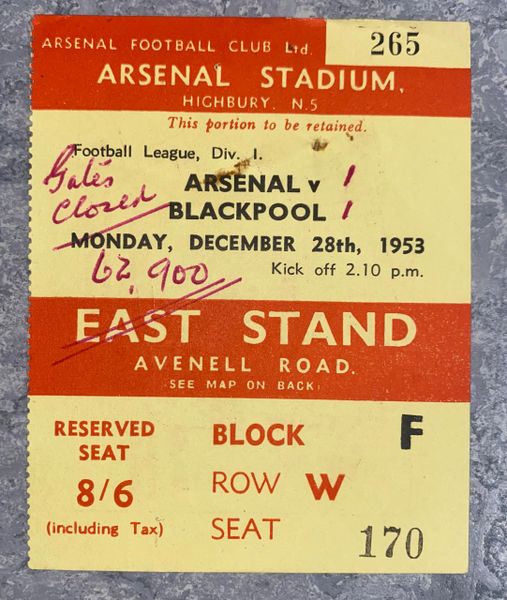 ARSENAL FOOTBALL CLUB Ltd. 265
ARSENAL STADIUM,
HIGHBURY. N.5
This portion to be retained.
Football League, Div. I.
Gates
Closed
ARSENAL v 1
BLACKPOOL 1
MONDAY, DECEMBER 28th, 1953
62,900
Kick off 2.10 p.m.
EAST STAND
AVENELL ROAD.
(SEE MAP ON BACK)
RESERVED
SEAT
8/6
(including Tax)
BLOCK F
ROW W
SEAT 170